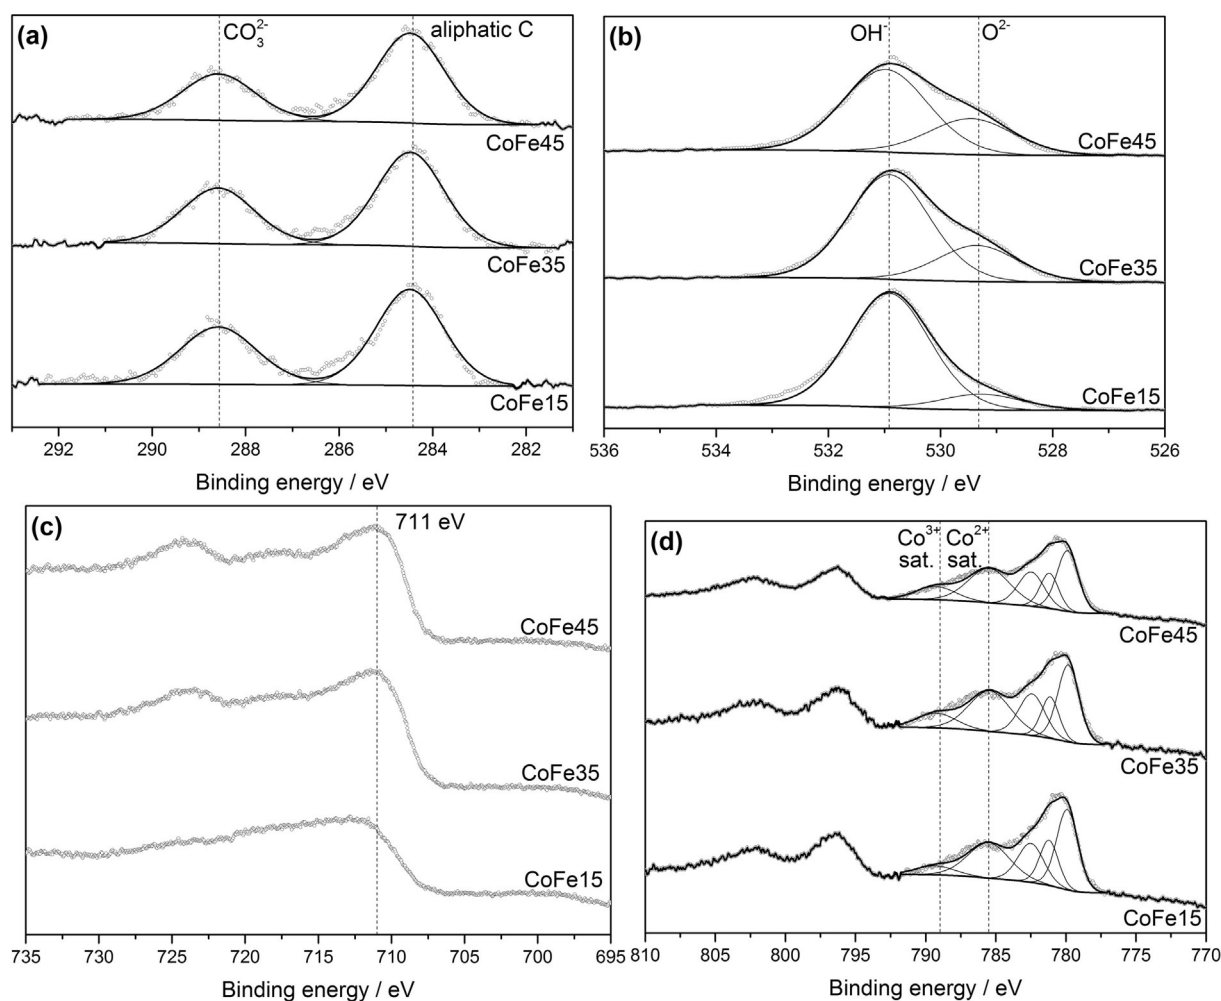 (a)
CO₃²⁻
aliphatic C
CoFe45
CoFe35
CoFe15
292 290 288 286 284 282
Binding energy / eV
(b)
OH⁻
O²⁻
CoFe45
CoFe35
CoFe15
536 534 532 530 528 526
Binding energy / eV
(c)
711 eV
CoFe45
CoFe35
CoFe15
735 730 725 720 715 710 705 700 695
Binding energy / eV
(d)
Co³⁺ Co²⁺
sat. sat.
CoFe45
CoFe35
CoFe15
810 805 800 795 790 785 780 775 770
Binding energy / eV